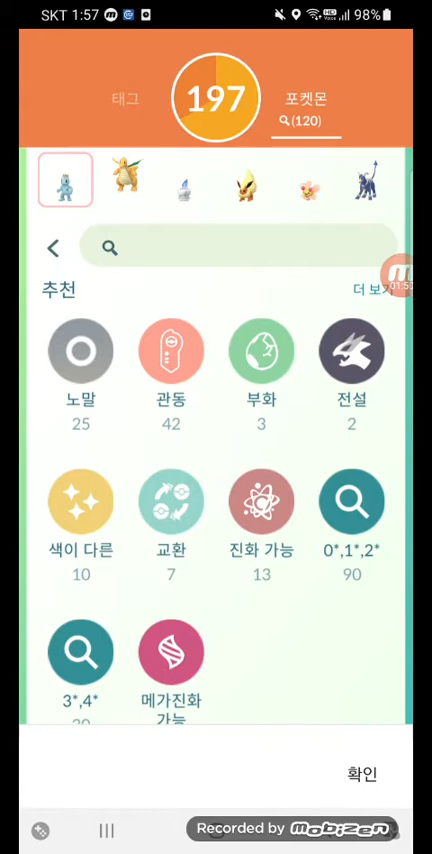 SKT 1:57
98%
197
태그
포켓몬
(120)
추천
더 보기
01:53
노말
관동
부화
전설
25
42
3
2
색이 다른
교환
진화 가능
0*,1*,2*
10
7
13
90
3*,4*
메가진화
가능
확인
Recorded by MOBIZEN